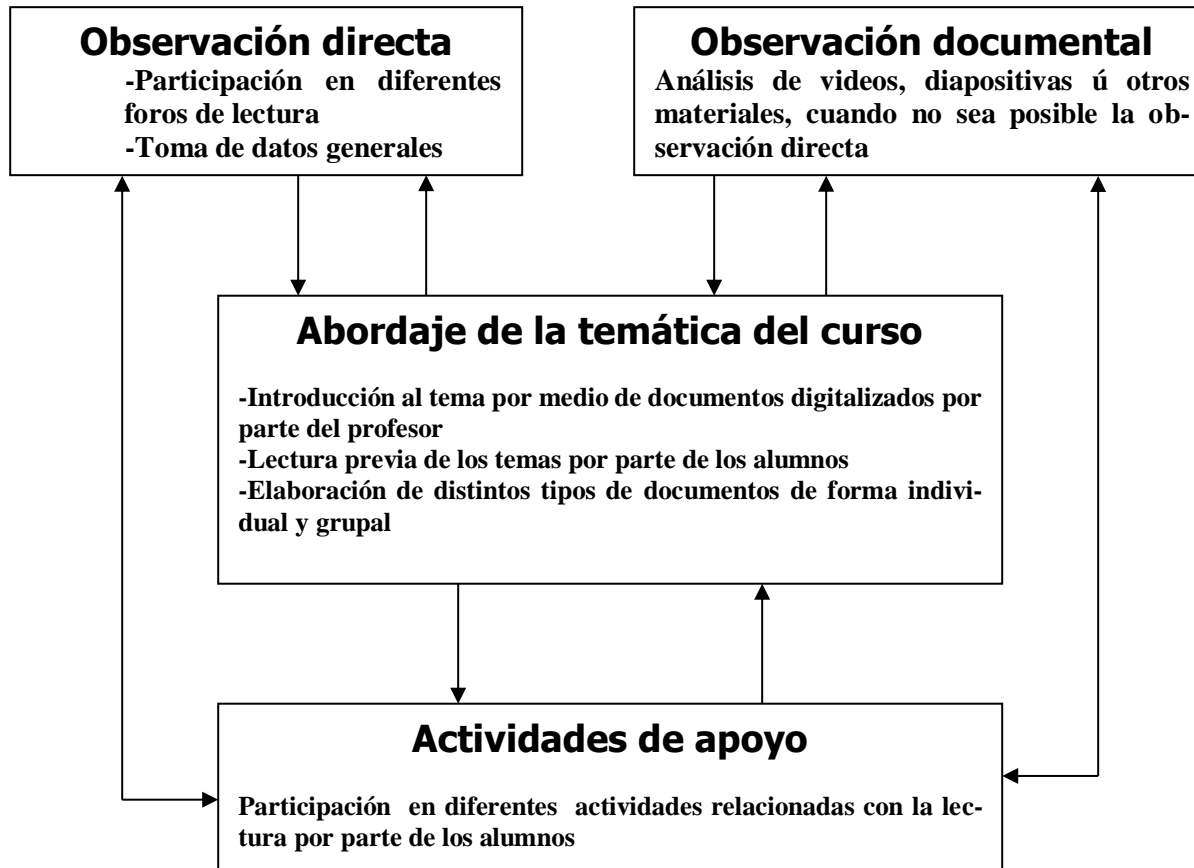 Observación directa
-Participación en diferentes
foros de lectura
-Toma de datos generales
Observación documental
Análisis de videos, diapositivas ú otros
materiales, cuando no sea posible la ob-
servación directa
Abordaje de la temática del curso
-Introducción al tema por medio de documentos digitalizados por
parte del profesor
-Lectura previa de los temas por parte de los alumnos
-Elaboración de distintos tipos de documentos de forma indivi-
dual y grupal
Actividades de apoyo
Participación en diferentes actividades relacionadas con la lec-
tura por parte de los alumnos